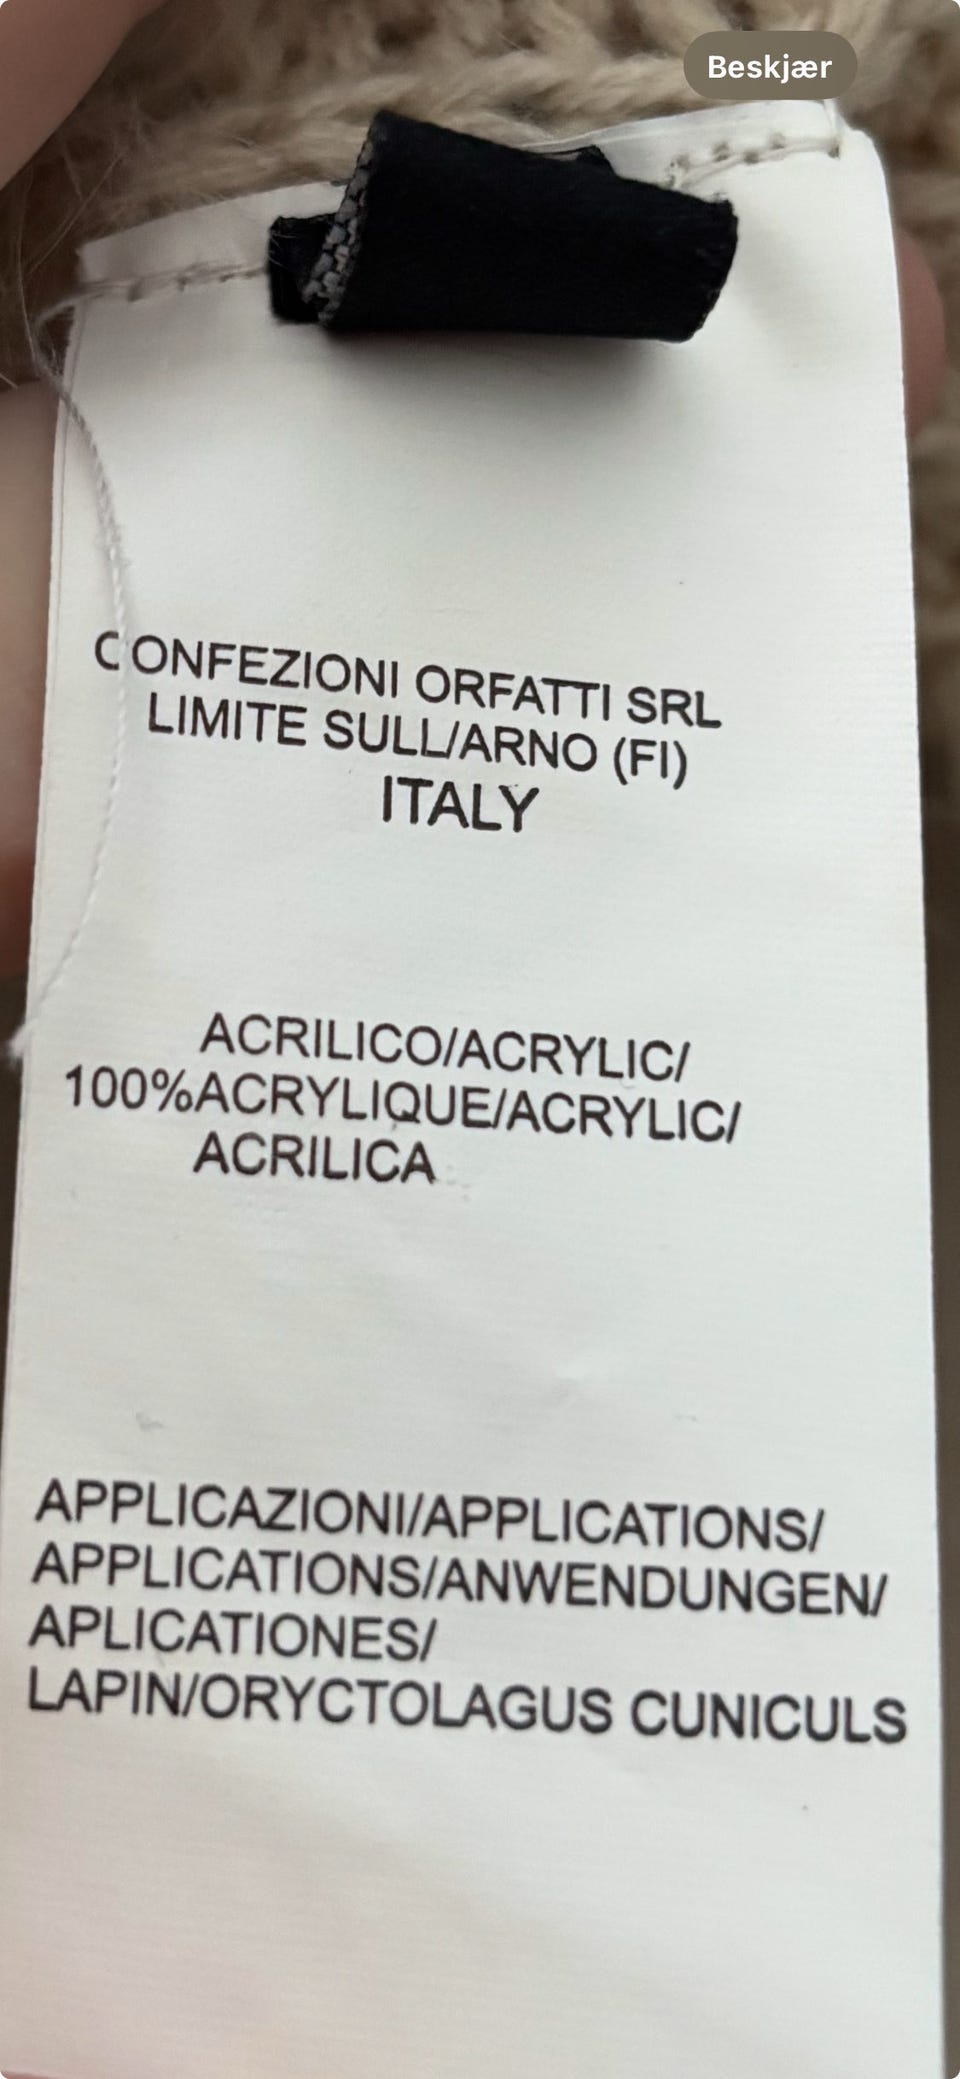 Beskjær
CONFEZIONI ORFATTI SRL
LIMITE SULL/ARNO (FI)
ITALY
ACRILICO/ACRYLIC/
100%ACRYLIQUE/ACRYLIC/
ACRILICA
APPLICAZIONI/APPLICATIONS/
APPLICATIONS/ANWENDUNGEN/
APLICATIONES/
LAPIN/ORYCTOLAGUS CUNICULS